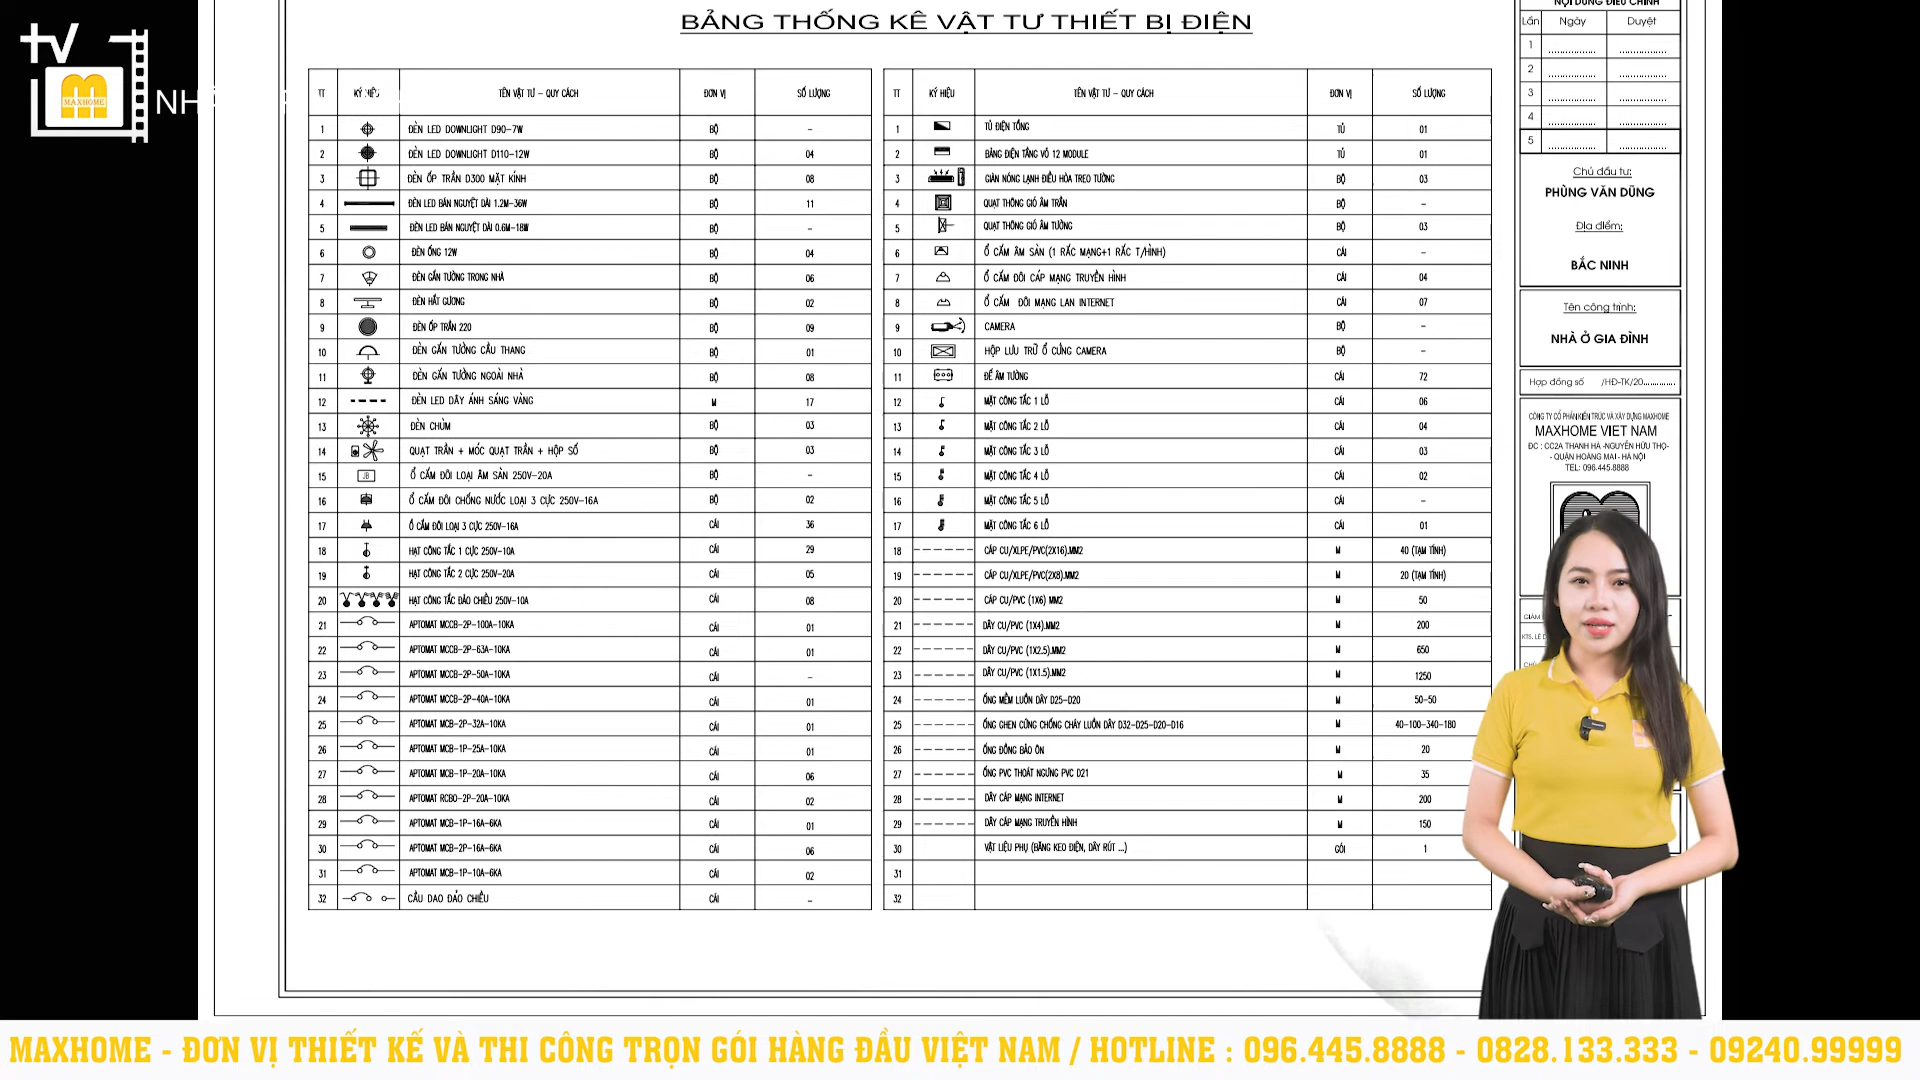 tv
MAXHOME
BẢNG THỐNG KÊ VẬT TƯ THIẾT BỊ ĐIỆN
TT KÝ HIỆU TÊN VẬT TƯ – QUY CÁCH ĐƠN VỊ SỐ LƯỢNG
1 ĐÈN LED DOWNLIGHT D90-7W BỘ –
2 ĐÈN LED DOWNLIGHT D110-12W BỘ 04
3 ĐÈN ỐP TRẦN D300 MẶT KÍNH BỘ 08
4 ĐÈN LED BÁN NGUYỆT DÀI 1.2M-36W BỘ 11
5 ĐÈN LED BÁN NGUYỆT DÀI 0.6M-18W BỘ –
6 ĐÈN ỐNG 12W BỘ 04
7 ĐÈN GẮN TƯỜNG TRONG NHÀ BỘ 06
8 ĐÈN HẮT GƯƠNG BỘ 02
9 ĐÈN ỐP TRẦN 220 BỘ 09
10 ĐÈN GẮN TƯỜNG CẦU THANG BỘ 01
11 ĐÈN GẮN TƯỜNG NGOÀI NHÀ BỘ 08
12 ĐÈN LED DÂY ÁNH SÁNG VÀNG M 17
13 ĐÈN CHÙM BỘ 03
14 QUẠT TRẦN + MÓC QUẠT TRẦN + HỘP SỐ BỘ 03
15 JB Ổ CẮM ĐÔI LOẠI ÂM SÀN 250V-20A BỘ –
16 Ổ CẮM ĐÔI CHỐNG NƯỚC LOẠI 3 CỰC 250V-16A BỘ 02
17 Ổ CẮM ĐÔI LOẠI 3 CỰC 250V-16A CÁI 36
18 HẠT CÔNG TẮC 1 CỰC 250V-10A CÁI 29
19 HẠT CÔNG TẮC 2 CỰC 250V-20A CÁI 05
20 HẠT CÔNG TẮC ĐẢO CHIỀU 250V-10A CÁI 08
21 APTOMAT MCCB-2P-100A-10KA CÁI 01
22 APTOMAT MCCB-2P-63A-10KA CÁI 01
23 APTOMAT MCCB-2P-50A-10KA CÁI –
24 APTOMAT MCCB-2P-40A-10KA CÁI 01
25 APTOMAT MCB-2P-32A-10KA CÁI 01
26 APTOMAT MCB-1P-25A-10KA CÁI 01
27 APTOMAT MCB-1P-20A-10KA CÁI 06
28 APTOMAT RCBO-2P-20A-10KA CÁI 02
29 APTOMAT MCB-1P-16A-6KA CÁI 01
30 APTOMAT MCB-2P-16A-6KA CÁI 06
31 APTOMAT MCB-1P-10A-6KA CÁI 02
32 CẦU DAO ĐẢO CHIỀU CÁI –
TT KÝ HIỆU TÊN VẬT TƯ – QUY CÁCH ĐƠN VỊ SỐ LƯỢNG
1 TỦ ĐIỆN TỔNG TỦ 01
2 BẢNG ĐIỆN TẦNG VỎ 12 MODULE TỦ 01
3 GIÀN NÓNG LẠNH ĐIỀU HÒA TREO TƯỜNG BỘ 03
4 QUẠT THÔNG GIÓ ÂM TRẦN BỘ –
5 QUẠT THÔNG GIÓ ÂM TƯỜNG BỘ 03
6 Ổ CẮM ÂM SÀN (1 RẮC MẠNG+1 RẮC T/HÌNH) CÁI –
7 Ổ CẮM ĐÔI CÁP MẠNG TRUYỀN HÌNH CÁI 04
8 Ổ CẮM ĐÔI MẠNG LAN INTERNET CÁI 07
9 CAMERA BỘ –
10 HỘP LƯU TRỮ Ổ CỨNG CAMERA BỘ –
11 ĐẾ ÂM TƯỜNG CÁI 72
12 MẶT CÔNG TẮC 1 LỖ CÁI 06
13 MẶT CÔNG TẮC 2 LỖ CÁI 04
14 MẶT CÔNG TẮC 3 LỖ CÁI 03
15 MẶT CÔNG TẮC 4 LỖ CÁI 02
16 MẶT CÔNG TẮC 5 LỖ CÁI –
17 MẶT CÔNG TẮC 6 LỖ CÁI 01
18 CÁP CU/XLPE/PVC(2X16).MM2 M 40 (TẠM TÍNH)
19 CÁP CU/XLPE/PVC(2X8).MM2 M 20 (TẠM TÍNH)
20 CÁP CU/PVC (1X6) MM2 M 50
21 DÂY CU/PVC (1X4).MM2 M 200
22 DÂY CU/PVC (1X2.5).MM2 M 650
23 DÂY CU/PVC (1X1.5).MM2 M 1250
24 ỐNG MỀM LUỒN DÂY D25-D20 M 50-50
25 ỐNG GHEN CỨNG CHỐNG CHÁY LUỒN DÂY D32-D25-D20-D16 M 40-100-340-180
26 ỐNG ĐỒNG BẢO ÔN M 20
27 ỐNG PVC THOÁT NGƯNG PVC D21 M 35
28 DÂY CÁP MẠNG INTERNET M 200
29 DÂY CÁP MẠNG TRUYỀN HÌNH M 150
30 VẬT LIỆU PHỤ (BĂNG KEO ĐIỆN, DÂY RÚT ...) GÓI 1
31
32
NỘI DUNG ĐIỀU CHỈNH
Lần Ngày Duyệt
1
2
3
4
5
Chủ đầu tư:
PHÙNG VĂN DŨNG
Địa điểm:
BẮC NINH
Tên công trình:
NHÀ Ở GIA ĐÌNH
Hợp đồng số /HĐ-TK/20.............
CÔNG TY CỔ PHẦN KIẾN TRÚC VÀ XÂY DỰNG MAXHOME
MAXHOME VIET NAM
ĐC : CC2A THANH HÀ -NGUYỄN HỮU THỌ-
- QUẬN HOÀNG MAI - HÀ NỘI
TEL: 096.445.8888
MAXHOME - ĐƠN VỊ THIẾT KẾ VÀ THI CÔNG TRỌN GÓI HÀNG ĐẦU VIỆT NAM / HOTLINE : 096.445.8888 - 0828.133.333 - 09240.99999